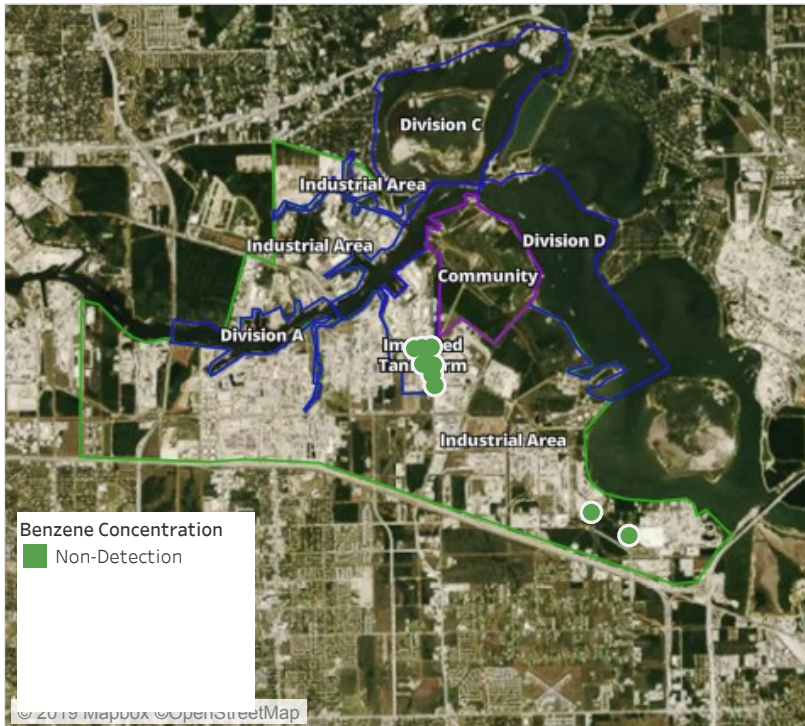 Division C
Industrial Area
Industrial Area
Division D
Community
Division A
Industrial Area
Benzene Concentration
Non-Detection
© 2019 Mapbox ©OpenStreetMap